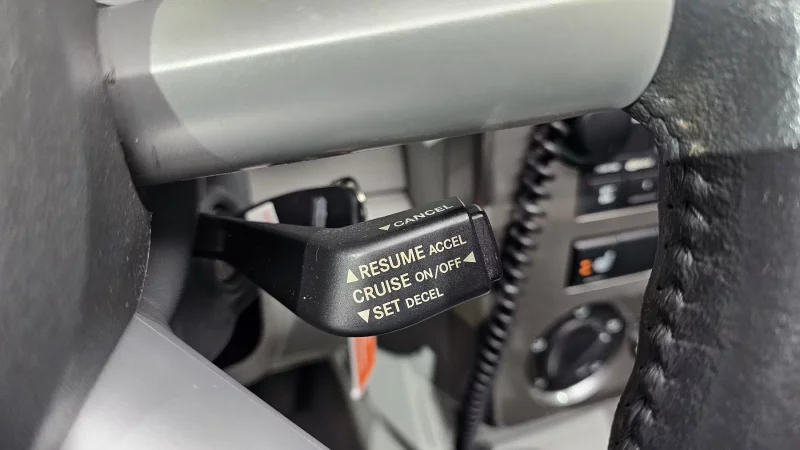 ▼CANCEL
▲RESUME ACCEL
CRUISE ON/OFF◀
▼SET DECEL